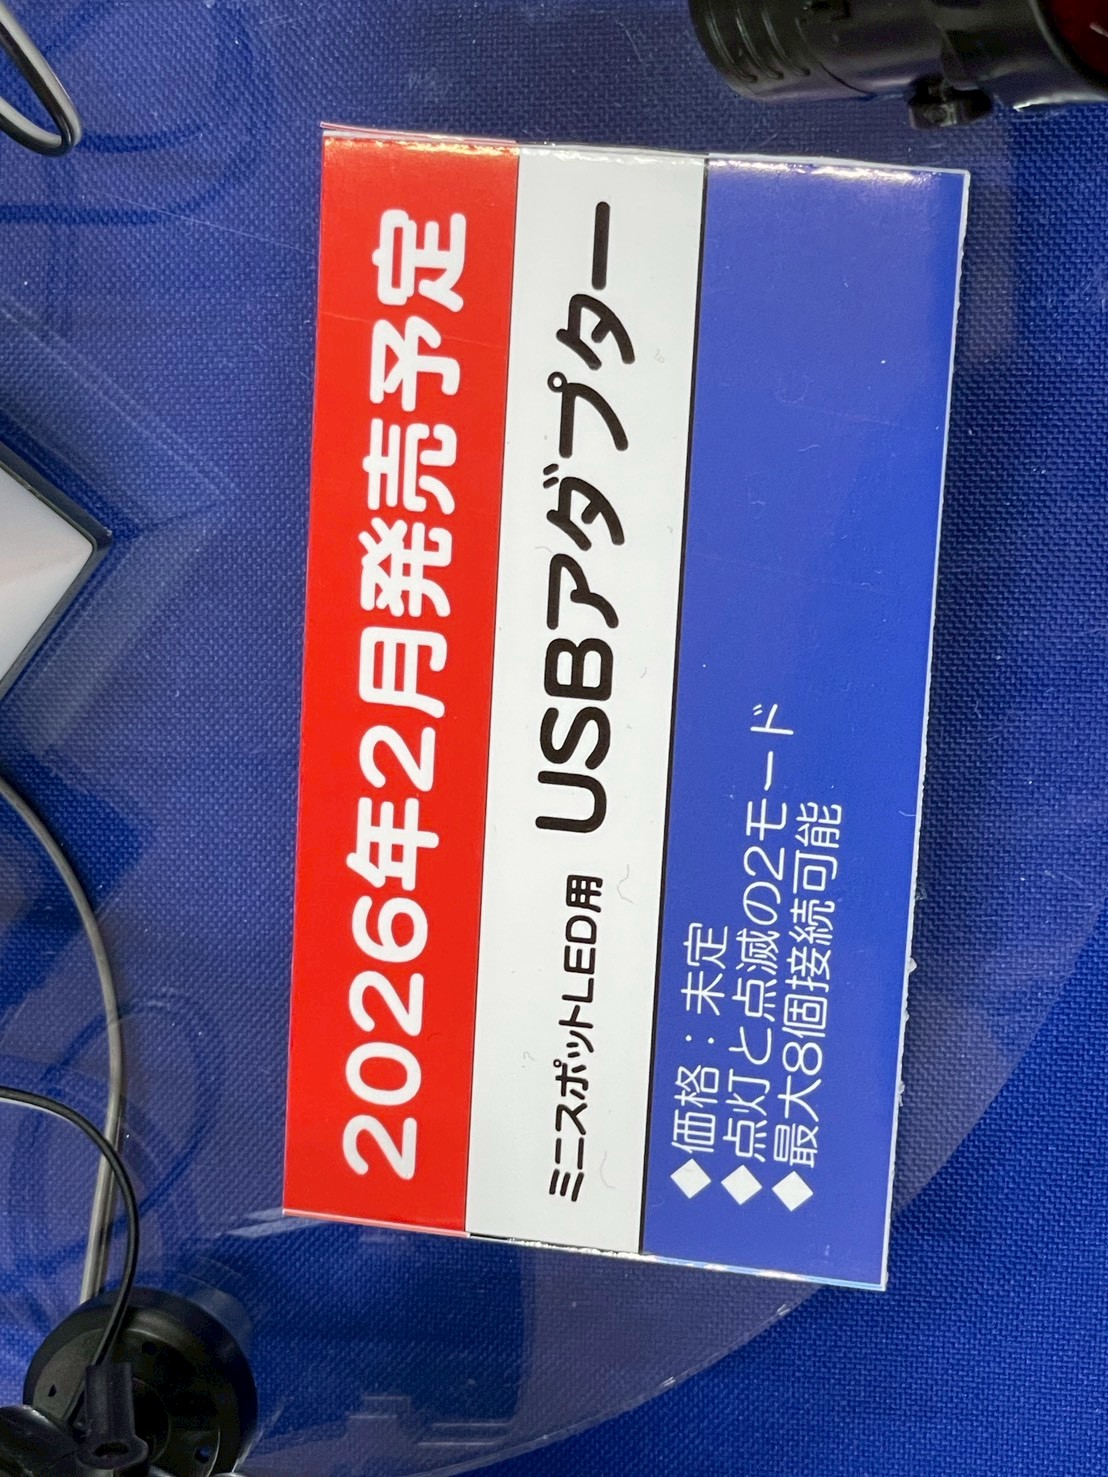 2026年2月発売予定
ミニスポットLED用 USBアダプター
◆価格：未定
◆点灯と点滅の2モード
◆最大8個接続可能